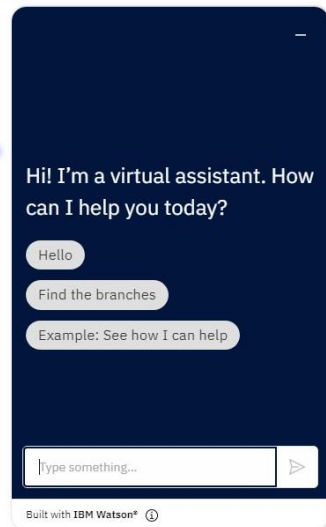 Hi! I'm a virtual assistant. How
can I help you today?
Hello
Find the branches
Example: See how I can help
Type something...
Built with IBM Watson®